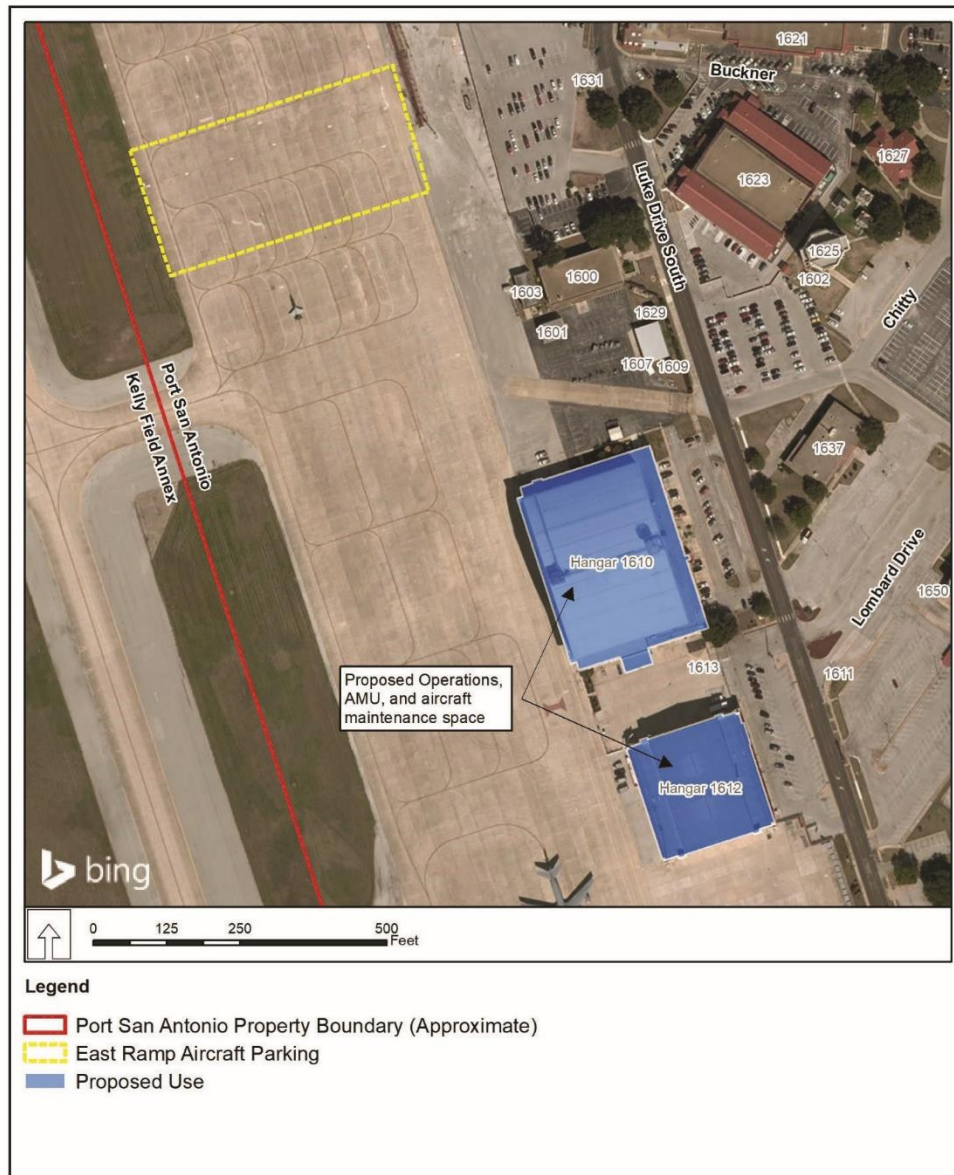 1621
Buckner
1631
1627
1623
Luke Drive South
1625
1602
1600
1603
Chitty
1629
1601
1607
1609
Port San Antonio
Kelly Field Annex
1637
Hangar 1610
Lombard Drive
1650
1613
1611
Proposed Operations,
AMU, and aircraft
maintenance space
Hangar 1612
bing
0 125 250 500
Feet
Legend
Port San Antonio Property Boundary (Approximate)
East Ramp Aircraft Parking
Proposed Use